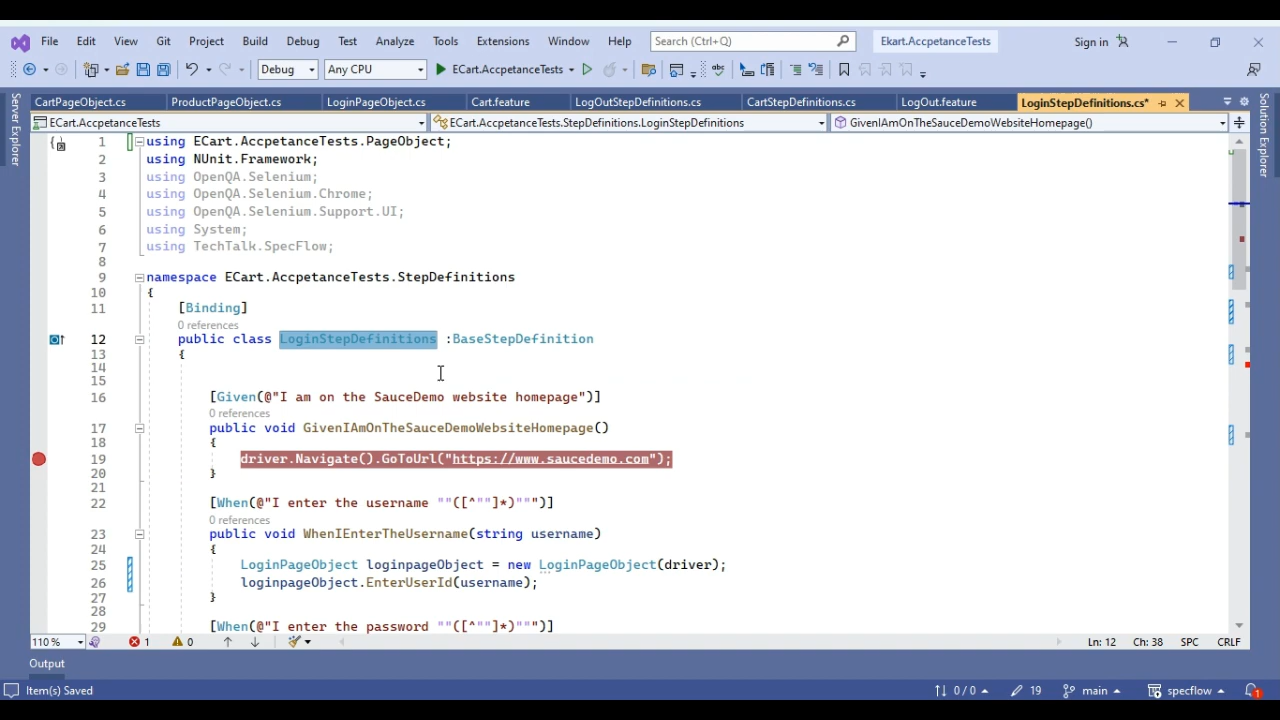 File Edit View Git Project Build Debug Test Analyze Tools Extensions Window Help Search (Ctrl+Q) Ekart.AccpetanceTests Sign in
Debug Any CPU ECart.AccpetanceTests
CartPageObject.cs ProductPageObject.cs LoginPageObject.cs Cart.feature LogOutStepDefinitions.cs CartStepDefinitions.cs LogOut.feature LoginStepDefinitions.cs*
Server Explorer
Solution Explorer
ECart.AccpetanceTests ECart.AccpetanceTests.StepDefinitions.LoginStepDefinitions GivenIAmOnTheSauceDemoWebsiteHomepage()
1 using ECart.AccpetanceTests.PageObject;
2 using NUnit.Framework;
3 using OpenQA.Selenium;
4 using OpenQA.Selenium.Chrome;
5 using OpenQA.Selenium.Support.UI;
6 using System;
7 using TechTalk.SpecFlow;
8
9 namespace ECart.AccpetanceTests.StepDefinitions
10 {
11 [Binding]
0 references
12 public class LoginStepDefinitions :BaseStepDefinition
13 {
14
15
16 [Given(@"I am on the SauceDemo website homepage")]
0 references
17 public void GivenIAmOnTheSauceDemoWebsiteHomepage()
18 {
19 driver.Navigate().GoToUrl("https://www.saucedemo.com");
20 }
21
22 [When(@"I enter the username ""([^""]*)""")]
0 references
23 public void WhenIEnterTheUsername(string username)
24 {
25 LoginPageObject loginpageObject = new LoginPageObject(driver);
26 loginpageObject.EnterUserId(username);
27 }
28
29 [When(@"I enter the password ""([^""]*)""")]
110 % 1 0 Ln: 12 Ch: 38 SPC CRLF
Output
Item(s) Saved 0 / 0 19 main specflow 1